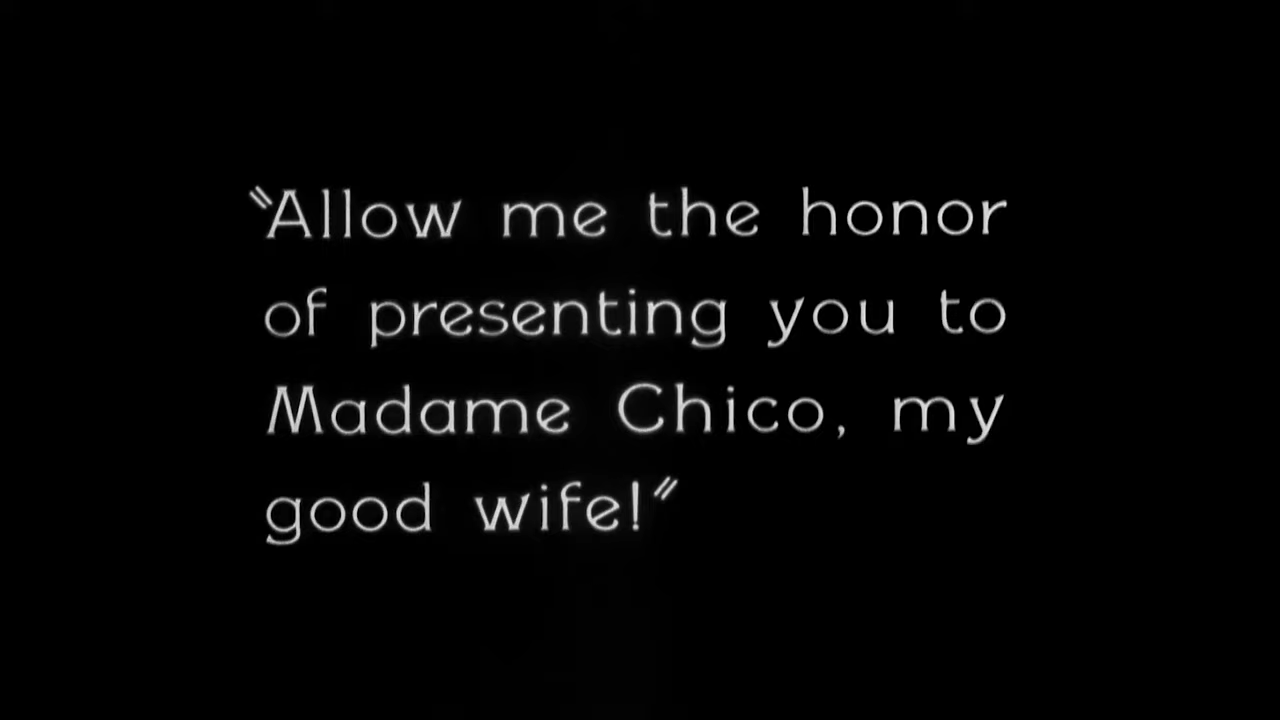 “Allow me the honor
of presenting you to
Madame Chico, my
good wife!”